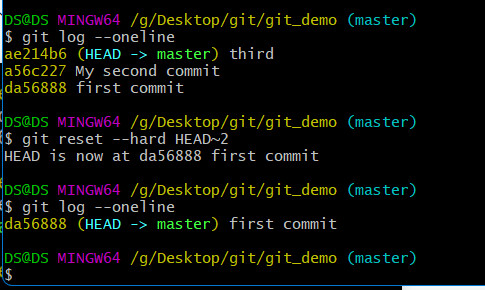 DS@DS MINGW64 /g/Desktop/git/git_demo (master)
$ git log --oneline
ae214b6 (HEAD -> master) third
a56c227 My second commit
da56888 first commit
DS@DS MINGW64 /g/Desktop/git/git_demo (master)
$ git reset --hard HEAD~2
HEAD is now at da56888 first commit
DS@DS MINGW64 /g/Desktop/git/git_demo (master)
$ git log --oneline
da56888 (HEAD -> master) first commit
DS@DS MINGW64 /g/Desktop/git/git_demo (master)
$